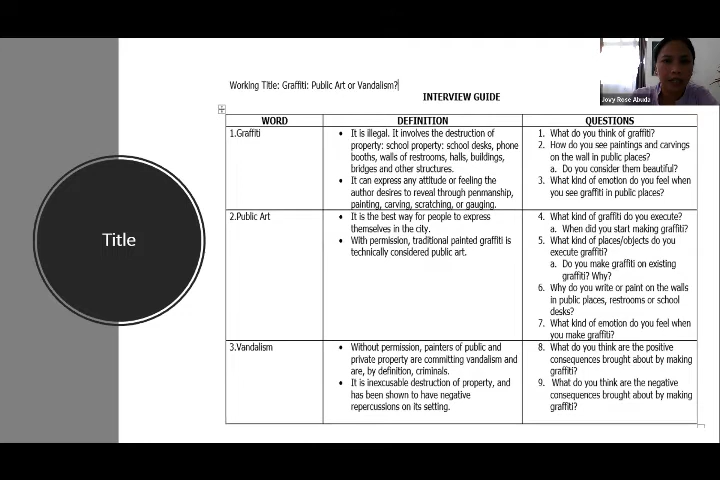 Jovy Rose Abuda
Working Title: Graffiti: Public Art or Vandalism?
INTERVIEW GUIDE
WORD
DEFINITION
QUESTIONS
1.Graffiti
• It is illegal. It involves the destruction of
property: school property: school desks, phone
booths, walls of restrooms, halls, buildings,
bridges and other structures.
• It can express any attitude or feeling the
author desires to reveal through penmanship,
painting, carving, scratching, or gauging.
1. What do you think of graffiti?
2. How do you see paintings and carvings
on the wall in public places?
a. Do you consider them beautiful?
3. What kind of emotion do you feel when
you see graffiti in public places?
2.Public Art
• It is the best way for people to express
themselves in the city.
• With permission, traditional painted graffiti is
technically considered public art.
4. What kind of graffiti do you execute?
a. When did you start making graffiti?
5. What kind of places/objects do you
execute graffiti?
a. Do you make graffiti on existing
graffiti? Why?
6. Why do you write or paint on the walls
in public places, restrooms or school
desks?
7. What kind of emotion do you feel when
you make graffiti?
3.Vandalism
• Without permission, painters of public and
private property are committing vandalism and
are, by definition, criminals.
• It is inexcusable destruction of property, and
has been shown to have negative
repercussions on its setting.
8. What do you think are the positive
consequences brought about by making
graffiti?
9. What do you think are the negative
consequences brought about by making
graffiti?
Title